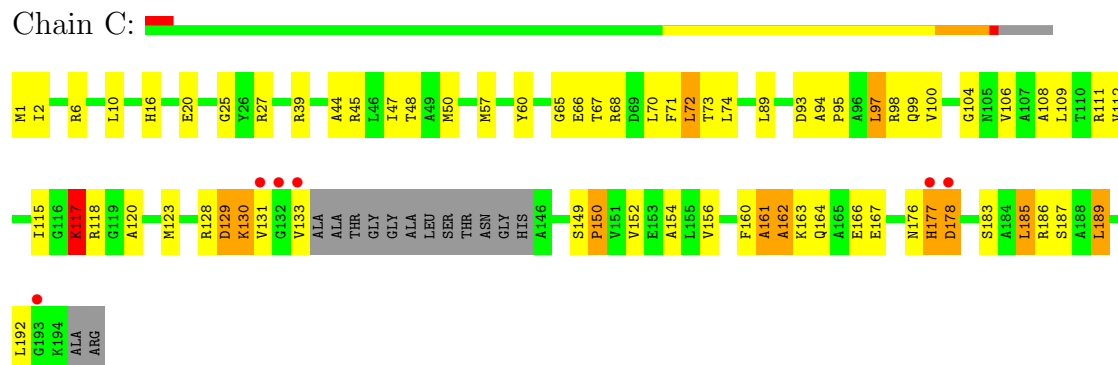 Chain C:
M1 I2 R6 L10 H16 E20 G25 Y26 R27 R39 A44 R45 L46 I47 T48 A49 M50 M57 Y60 G65 E66 T67 R68 D69 L70 F71 L72 T73 L74 L89 D93 A94 P95 A96 L97 R98 Q99 V100 G104 N105 V106 A107 A108 L109 T110 R111 V112
I115 G116 K117 R118 G119 A120 M123 R128 D129 K130 V131 G132 V133 ALA ALA THR GLY GLY ALA LEU SER THR ASN GLY HIS A146 S149 P150 V151 V152 E153 A154 L155 V156 F160 A161 A162 K163 Q164 A165 E166 E167 N176 H177 D178 S183 A184 L185 R186 S187 A188 L189
L192 G193 K194 ALA ARG